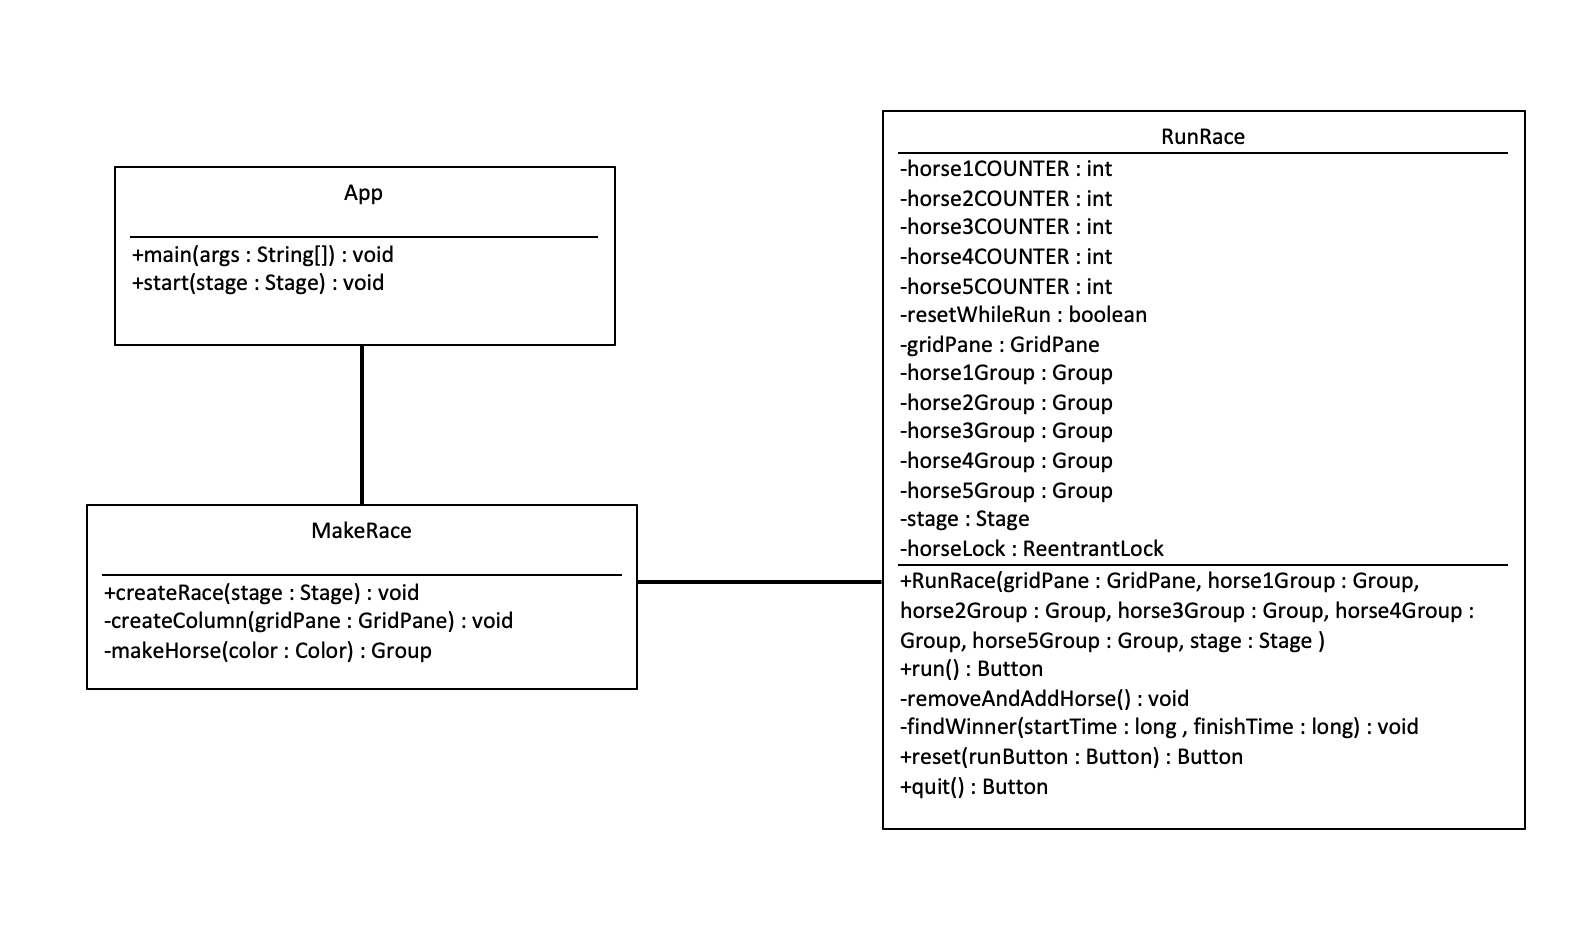 App
+main(args : String[]) : void
+start(stage : Stage) : void
MakeRace
+createRace(stage : Stage) : void
-createColumn(gridPane : GridPane) : void
-makeHorse(color : Color) : Group
RunRace
-horse1COUNTER : int
-horse2COUNTER : int
-horse3COUNTER : int
-horse4COUNTER : int
-horse5COUNTER : int
-resetWhileRun : boolean
-gridPane : GridPane
-horse1Group : Group
-horse2Group : Group
-horse3Group : Group
-horse4Group : Group
-horse5Group : Group
-stage : Stage
-horseLock : ReentrantLock
+RunRace(gridPane : GridPane, horse1Group : Group,
horse2Group : Group, horse3Group : Group, horse4Group :
Group, horse5Group : Group, stage : Stage )
+run() : Button
-removeAndAddHorse() : void
-findWinner(startTime : long , finishTime : long) : void
+reset(runButton : Button) : Button
+quit() : Button